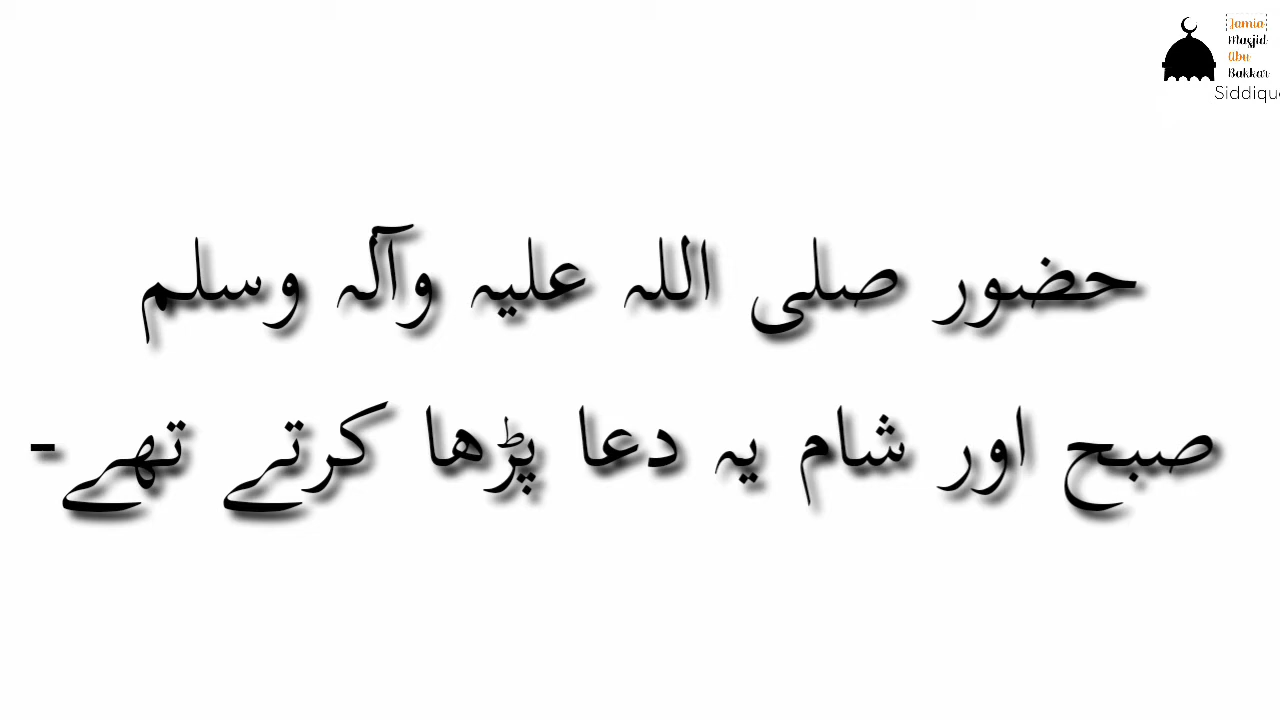 Jamia
Masjid
Abu
Bakkar
Siddique
حضور صلی اللہ علیہ وآلہ وسلم
صبح اور شام یہ دعا پڑھا کرتے تھے-